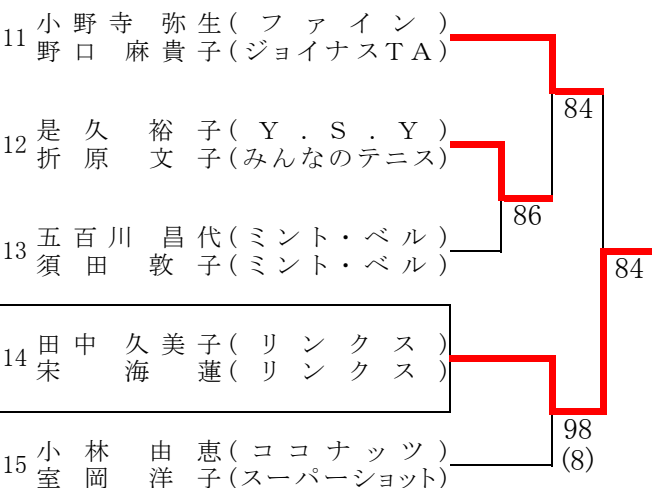 11 小野寺 弥生(ファイン)
野口 麻貴子(ジョイナスTA)
84
12 是久 裕子(Y.S.Y)
折原 文子(みんなのテニス)
86
13 五百川 昌代(ミント・ベル)
須田 敦子(ミント・ベル)
84
14 田中 久美子(リンクス)
宋 海蓮(リンクス)
98
(8)
15 小林 由恵(ココナッツ)
室岡 洋子(スーパーショット)